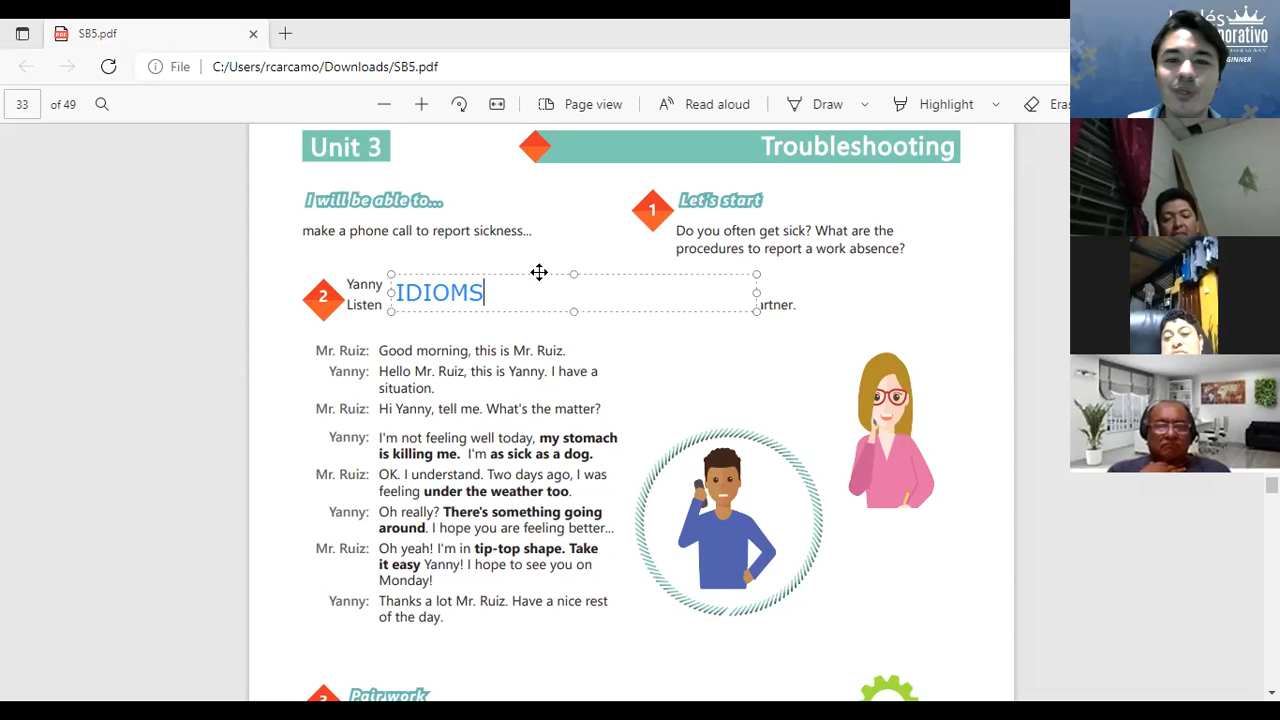 SB5.pdf
File
C:/Users/rcarcamo/Downloads/SB5.pdf
33 of 49
Page view
Read aloud
Draw
Highlight
Unit 3
Troubleshooting
I will be able to...
make a phone call to report sickness...
1
Let's start
Do you often get sick? What are the
procedures to report a work absence?
2
Yanny
IDIOMS
Listen
artner.
Mr. Ruiz: Good morning, this is Mr. Ruiz.
Yanny: Hello Mr. Ruiz, this is Yanny. I have a
situation.
Mr. Ruiz: Hi Yanny, tell me. What's the matter?
Yanny: I'm not feeling well today, my stomach
is killing me. I'm as sick as a dog.
Mr. Ruiz: OK. I understand. Two days ago, I was
feeling under the weather too.
Yanny: Oh really? There's something going
around. I hope you are feeling better...
Mr. Ruiz: Oh yeah! I'm in tip-top shape. Take
it easy Yanny! I hope to see you on
Monday!
Yanny: Thanks a lot Mr. Ruiz. Have a nice rest
of the day.
Pair work